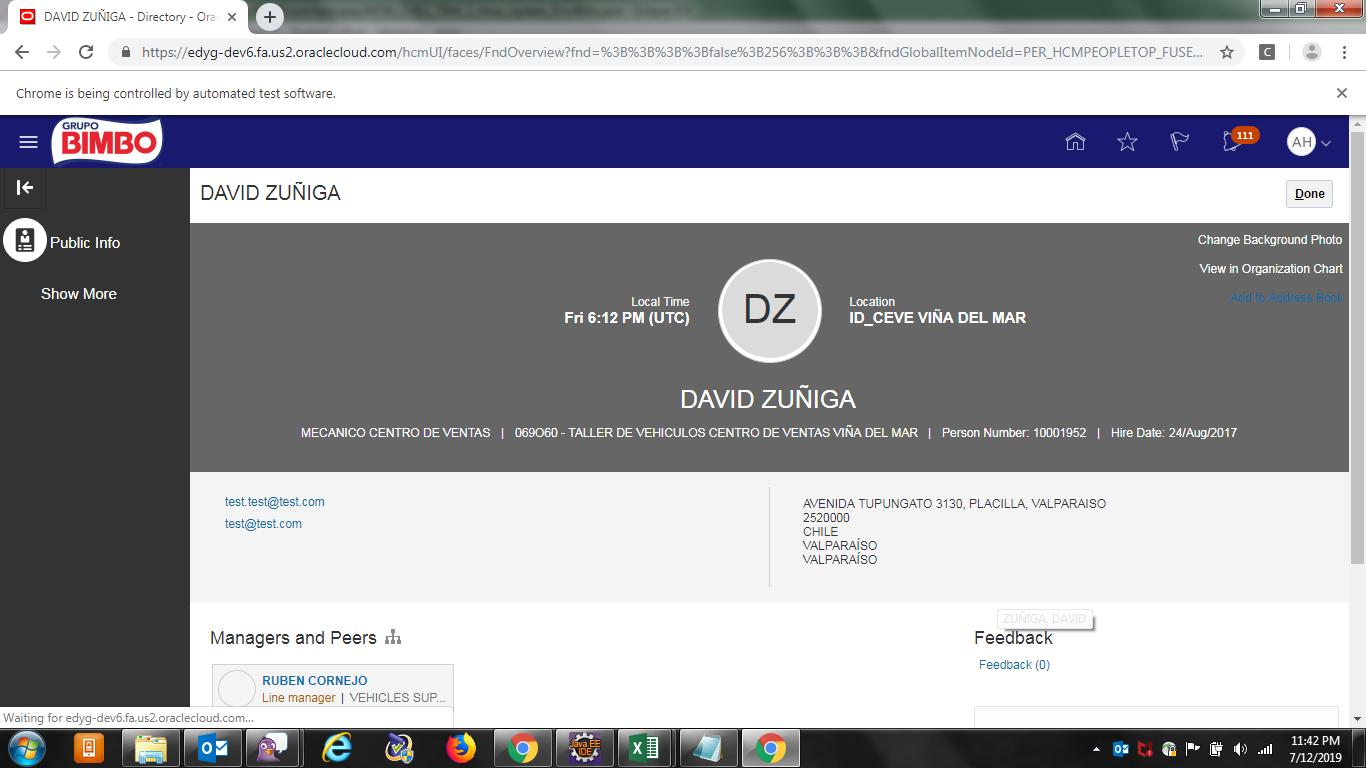 DAVID ZUÑIGA - Directory - Ora
https://edyg-dev6.fa.us2.oraclecloud.com/hcmUI/faces/FndOverview?fnd=%3B%3B%3B%3Bfalse%3B256%3B%3B%3B&fndGlobalItemNodeId=PER_HCMPEOPLETOP_FUSE...
C
Chrome is being controlled by automated test software.
GRUPO
BIMBO
111
AH
DAVID ZUÑIGA
Done
Public Info
Show More
Change Background Photo
View in Organization Chart
Add to Address Book
Local Time
Fri 6:12 PM (UTC)
DZ
Location
ID_CEVE VIÑA DEL MAR
DAVID ZUÑIGA
MECANICO CENTRO DE VENTAS | 069O60 - TALLER DE VEHICULOS CENTRO DE VENTAS VIÑA DEL MAR | Person Number: 10001952 | Hire Date: 24/Aug/2017
test.test@test.com
test@test.com
AVENIDA TUPUNGATO 3130, PLACILLA, VALPARAISO
2520000
CHILE
VALPARAÍSO
VALPARAÍSO
ZUÑIGA, DAVID
Managers and Peers
Feedback
Feedback (0)
RUBEN CORNEJO
Line manager | VEHICLES SUP...
Waiting for edyg-dev6.fa.us2.oraclecloud.com...
Java EE
IDE
11:42 PM
7/12/2019